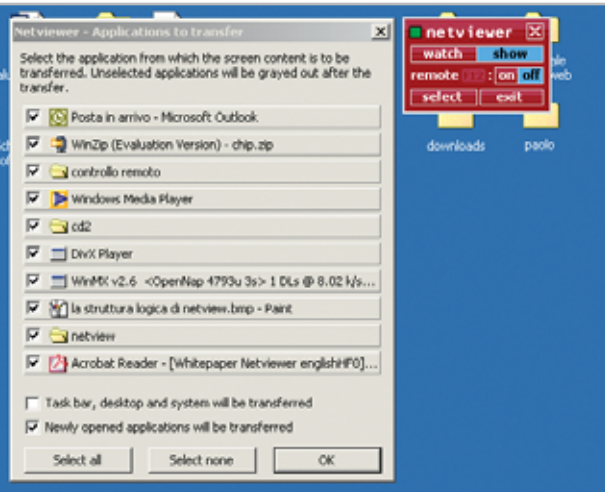 Netviewer - Applications to transfer
Select the application from which the screen content is to be
transferred. Unselected applications will be grayed out after the
transfer.
Posta in arrivo - Microsoft Outlook
WinZip (Evaluation Version) - chip.zip
controllo remoto
Windows Media Player
cd2
DivX Player
WinMX v2.6 <OpenNap 4793u 3s> 1 DLs @ 8.02 k/s...
la struttura logica di netview.bmp - Paint
netview
Acrobat Reader - [Whitepaper Netviewer englishHF0]...
Task bar, desktop and system will be transferred
Newly opened applications will be transferred
Select all
Select none
OK
netviewer
watch show
remote : on off
select exit
web
downloads
paolo